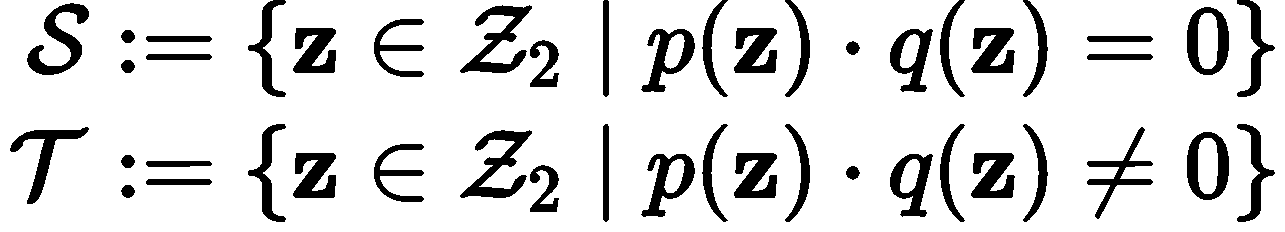 𝒮 := {𝐳 ∈ 𝒵₂ | p(𝐳) · q(𝐳) = 0}
𝒯 := {𝐳 ∈ 𝒵₂ | p(𝐳) · q(𝐳) ≠ 0}